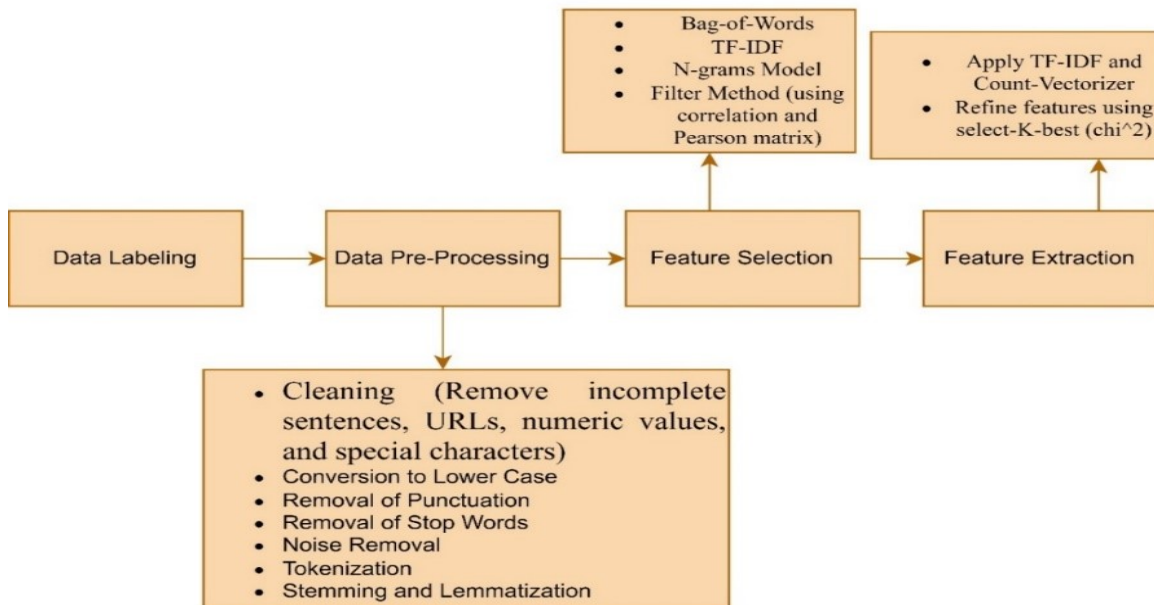 Bag-of-Words
TF-IDF
N-grams Model
Filter Method (using
correlation and
Pearson matrix)
Apply TF-IDF and
Count-Vectorizer
Refine features using
select-K-best (chi^2)
Data Labeling
Data Pre-Processing
Feature Selection
Feature Extraction
Cleaning (Remove incomplete
sentences, URLs, numeric values,
and special characters)
Conversion to Lower Case
Removal of Punctuation
Removal of Stop Words
Noise Removal
Tokenization
Stemming and Lemmatization